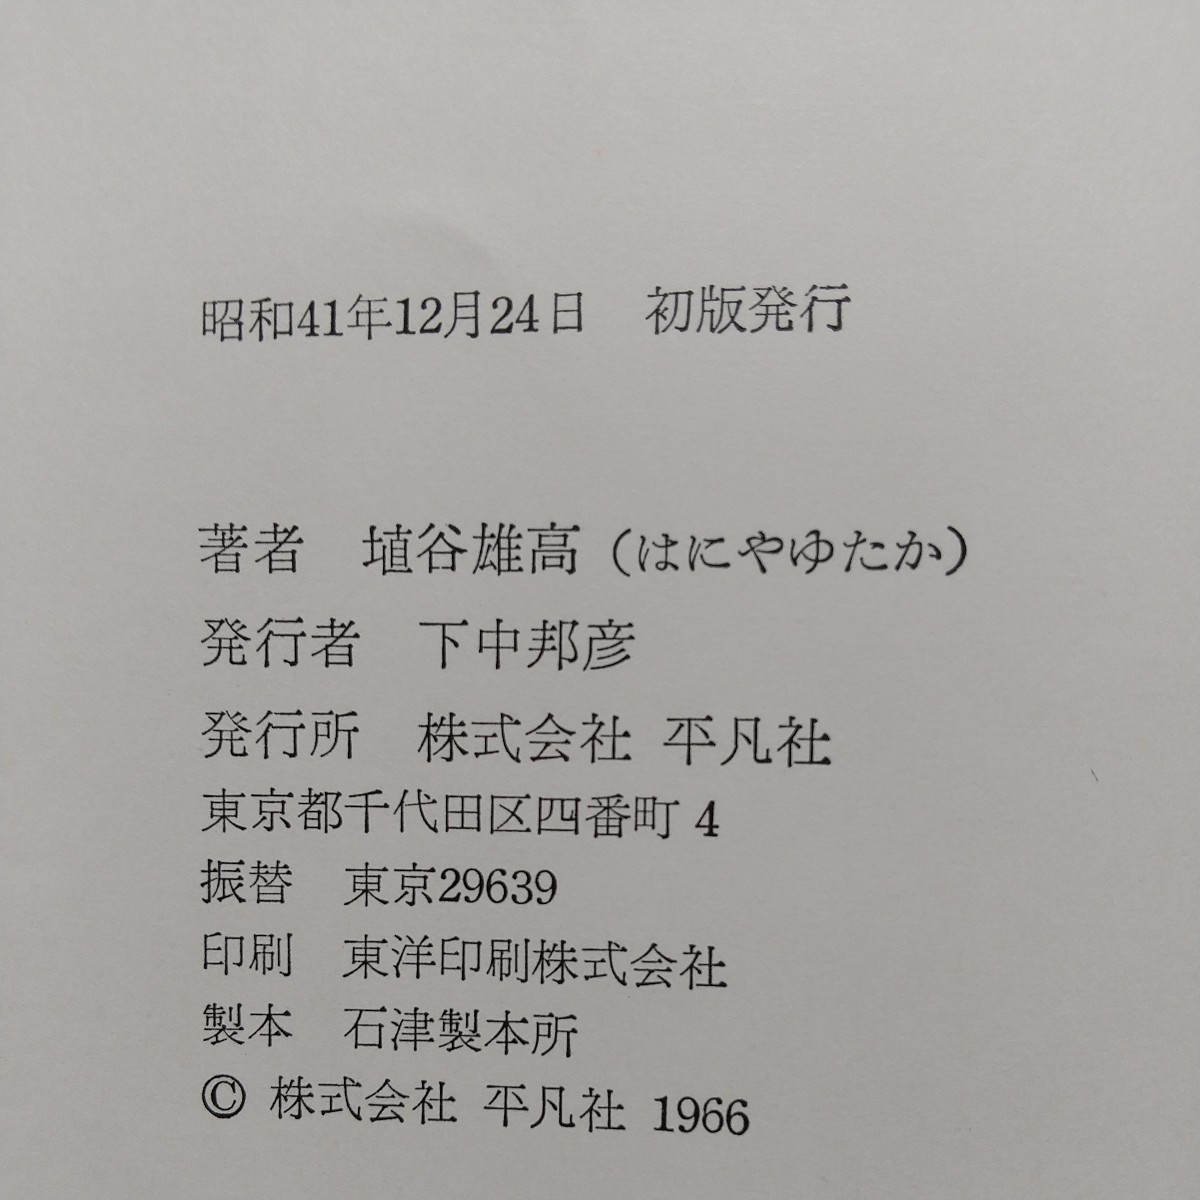 昭和41年12月24日　初版発行
著者　埴谷雄高（はにやゆたか）
発行者　下中邦彦
発行所　株式会社 平凡社
東京都千代田区四番町 4
振替　東京29639
印刷　東洋印刷株式会社
製本　石津製本所
© 株式会社 平凡社 1966